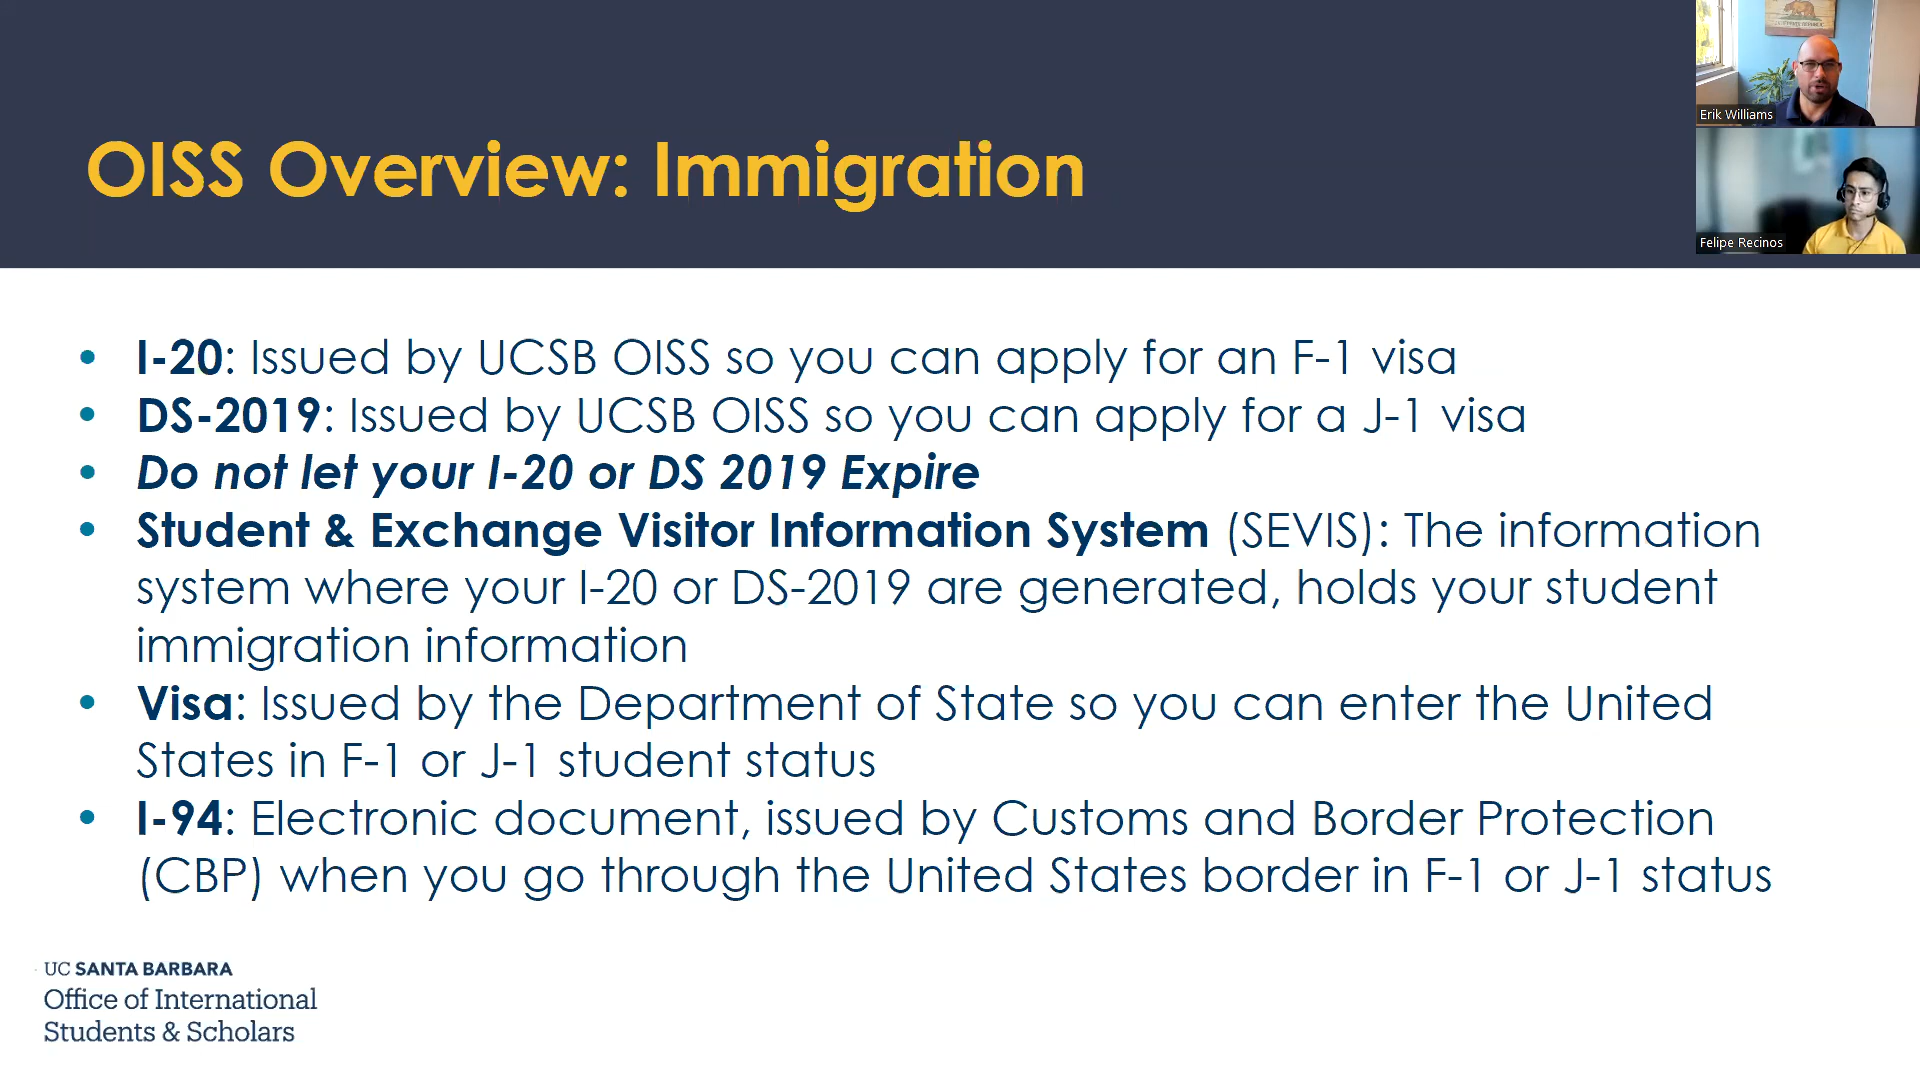 OISS Overview: Immigration
Erik Williams
Felipe Recinos
• I-20: Issued by UCSB OISS so you can apply for an F-1 visa
• DS-2019: Issued by UCSB OISS so you can apply for a J-1 visa
• Do not let your I-20 or DS 2019 Expire
• Student & Exchange Visitor Information System (SEVIS): The information
system where your I-20 or DS-2019 are generated, holds your student
immigration information
• Visa: Issued by the Department of State so you can enter the United
States in F-1 or J-1 student status
• I-94: Electronic document, issued by Customs and Border Protection
(CBP) when you go through the United States border in F-1 or J-1 status
UC SANTA BARBARA
Office of International
Students & Scholars